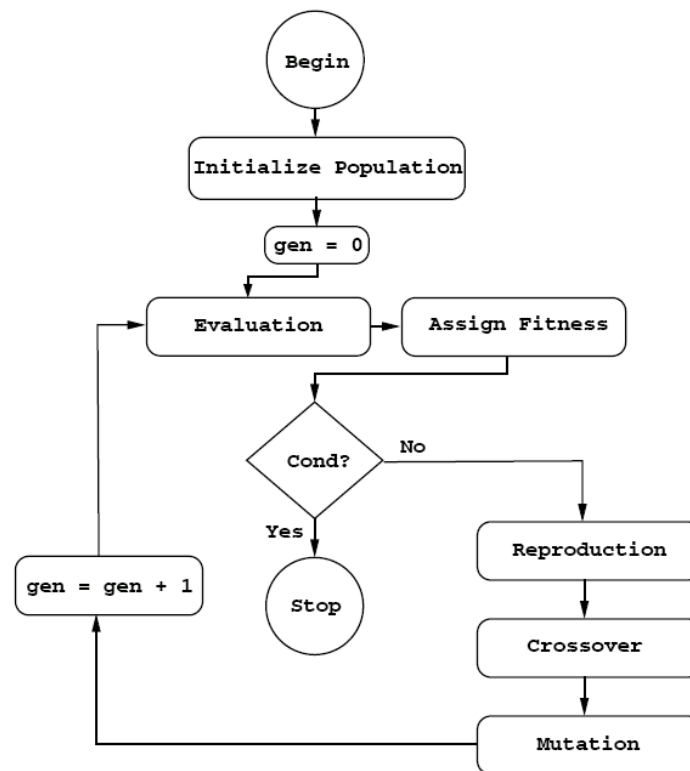 Begin
Initialize Population
gen = 0
Evaluation
Assign Fitness
Cond?
No
Yes
Reproduction
gen = gen + 1
Stop
Crossover
Mutation